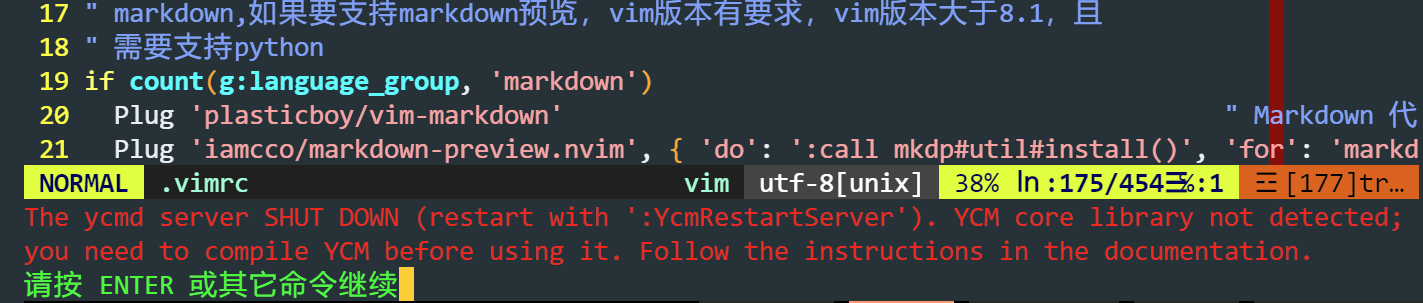 17 " markdown,如果要支持markdown预览, vim版本有要求, vim版本大于8.1, 且
18 " 需要支持python
19 if count(g:language_group, 'markdown')
20 Plug 'plasticboy/vim-markdown' " Markdown 代
21 Plug 'iamcco/markdown-preview.nvim', { 'do': ':call mkdp#util#install()', 'for': 'markd
NORMAL .vimrc vim utf-8[unix] 38% ln:175/454☰%:1 ☲[177]tr…
The ycmd server SHUT DOWN (restart with ':YcmRestartServer'). YCM core library not detected;
you need to compile YCM before using it. Follow the instructions in the documentation.
请按 ENTER 或其它命令继续